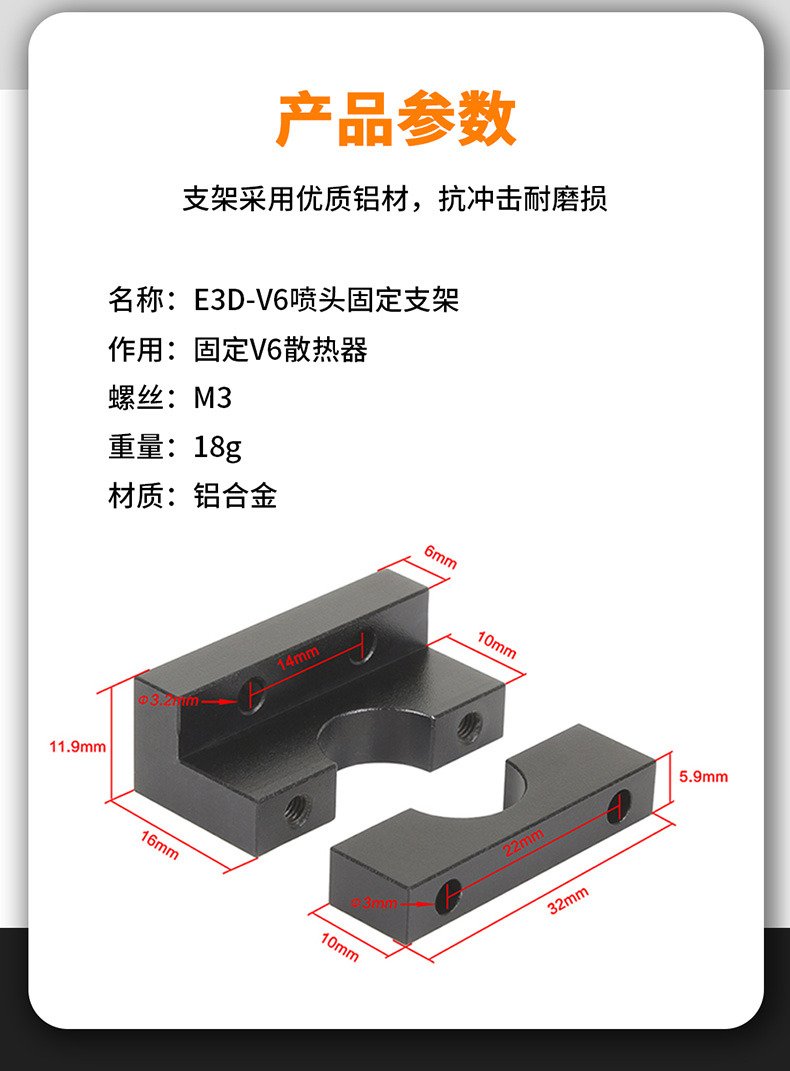 产品参数
支架采用优质铝材，抗冲击耐磨损
名称：E3D-V6喷头固定支架
作用：固定V6散热器
螺丝：M3
重量：18g
材质：铝合金
6mm
14mm
10mm
Φ3.2mm
11.9mm
5.9mm
16mm
22mm
Φ3mm
32mm
10mm